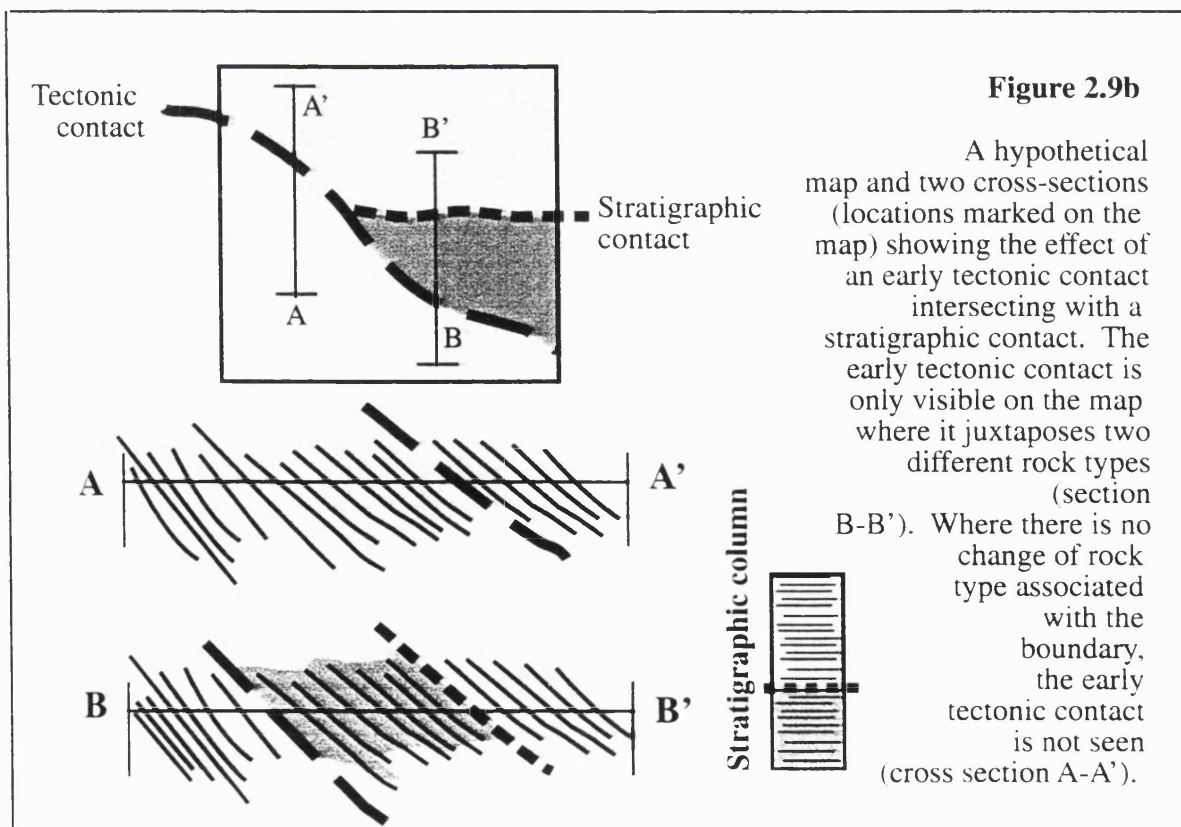 Tectonic
contact
A'
B'
A
B
Stratigraphic
contact
A
A'
B
B'
Stratigraphic column
Figure 2.9b
A hypothetical
map and two cross-sections
(locations marked on the
map) showing the effect of
an early tectonic contact
intersecting with a
stratigraphic contact. The
early tectonic contact is
only visible on the map
where it juxtaposes two
different rock types
(section
B-B'). Where there is no
change of rock
type associated
with the
boundary,
the early
tectonic contact
is not seen
(cross section A-A').